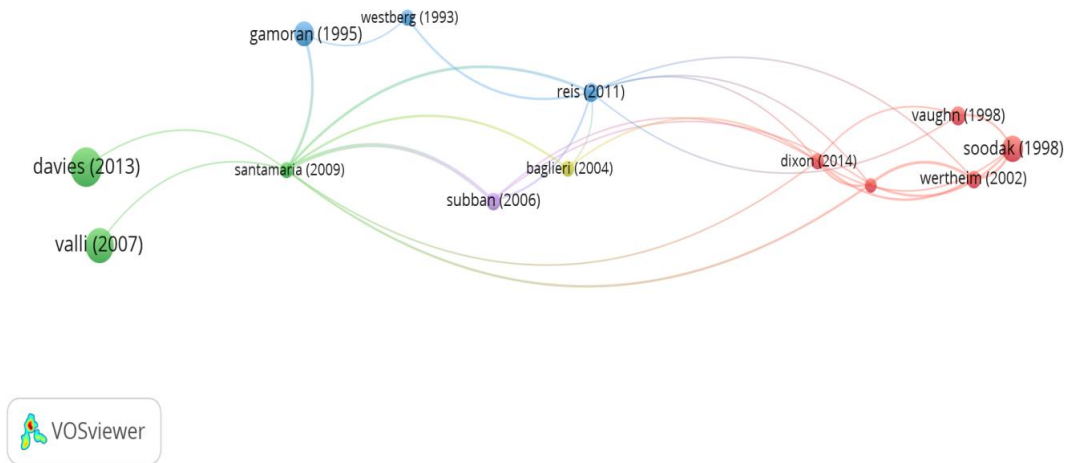 westberg (1993)
gamoran (1995)
reis (2011)
vaughn (1998)
soodak (1998)
davies (2013)
santamaria (2009)
baglieri (2004)
dixon (2014)
wertheim (2002)
subban (2006)
valli (2007)
VOSviewer